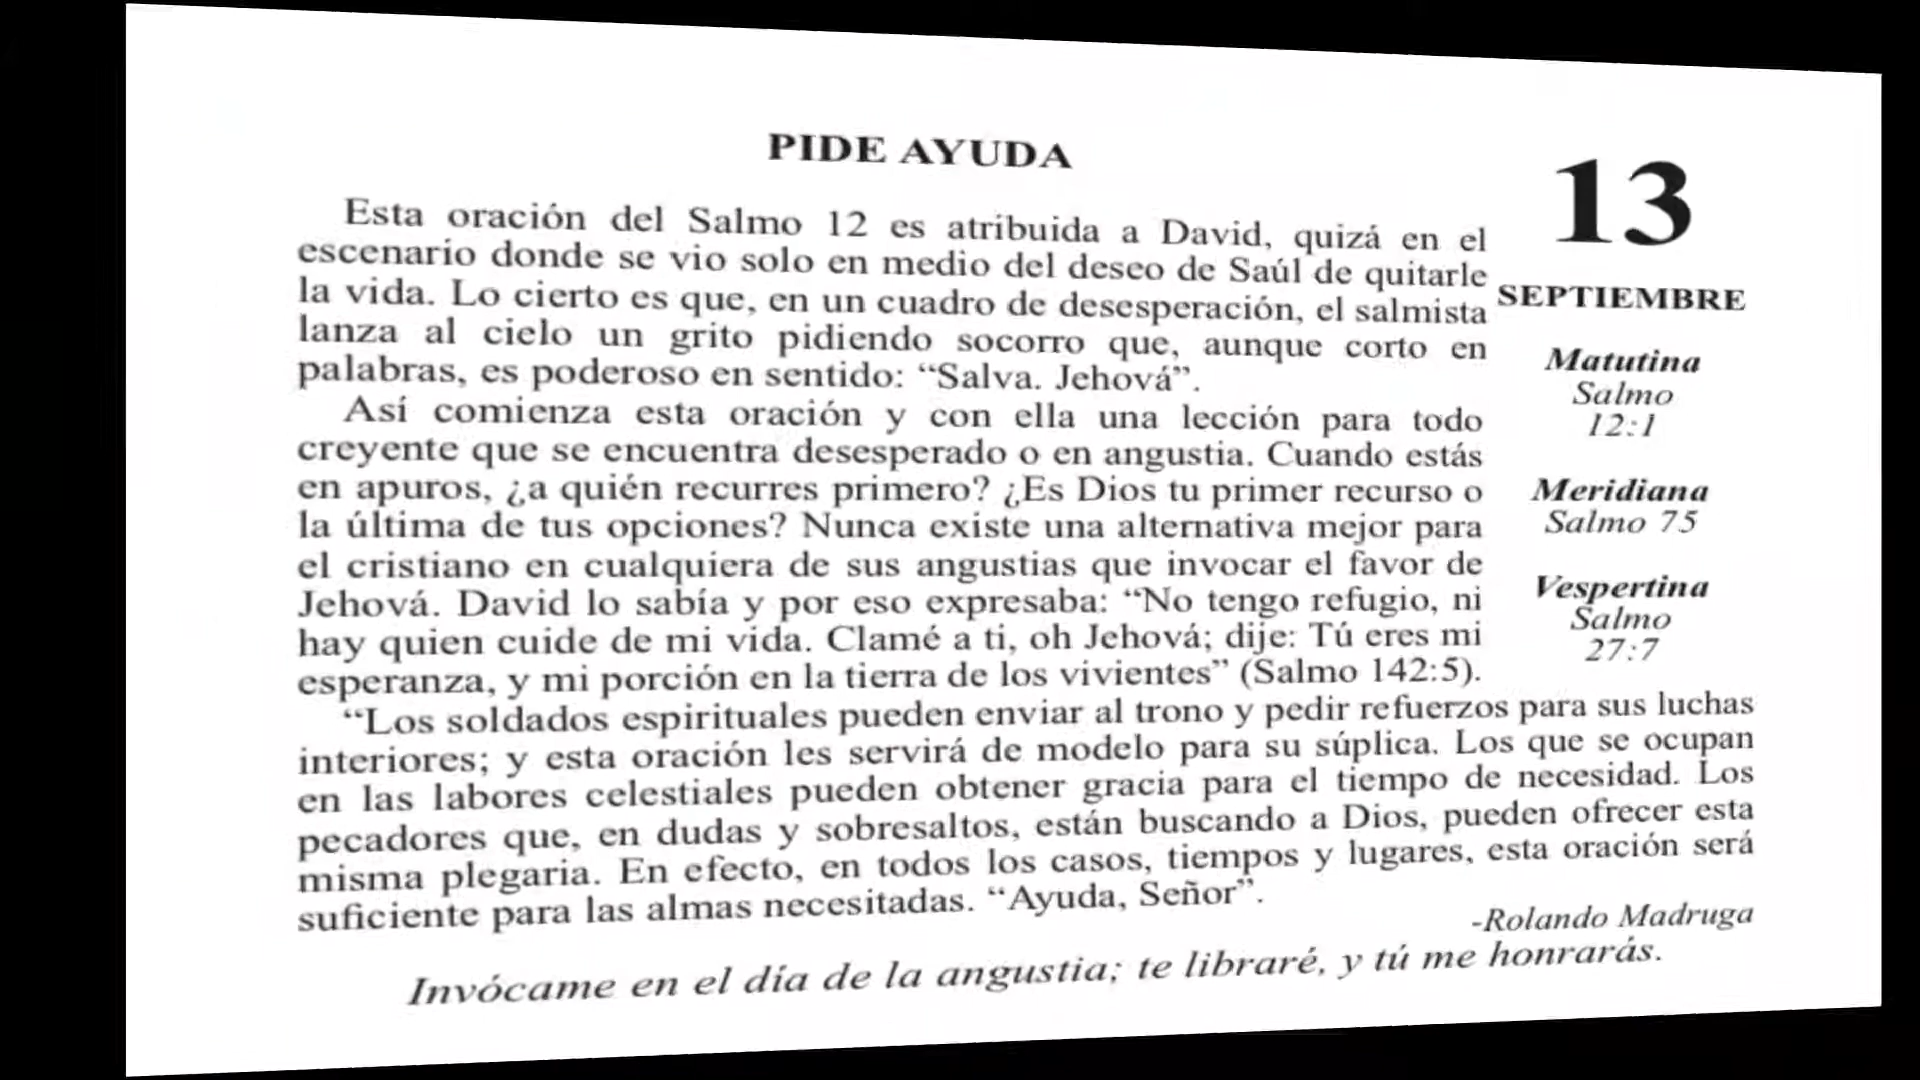 PIDE AYUDA
Esta oración del Salmo 12 es atribuida a David, quizá en el
escenario donde se vio solo en medio del deseo de Saúl de quitarle
la vida. Lo cierto es que, en un cuadro de desesperación, el salmista
lanza al cielo un grito pidiendo socorro que, aunque corto en
palabras, es poderoso en sentido: “Salva. Jehová”.
Así comienza esta oración y con ella una lección para todo
creyente que se encuentra desesperado o en angustia. Cuando estás
en apuros, ¿a quién recurres primero? ¿Es Dios tu primer recurso o
la última de tus opciones? Nunca existe una alternativa mejor para
el cristiano en cualquiera de sus angustias que invocar el favor de
Jehová. David lo sabía y por eso expresaba: “No tengo refugio, ni
hay quien cuide de mi vida. Clamé a ti, oh Jehová; dije: Tú eres mi
esperanza, y mi porción en la tierra de los vivientes” (Salmo 142:5).
“Los soldados espirituales pueden enviar al trono y pedir refuerzos para sus luchas
interiores; y esta oración les servirá de modelo para su súplica. Los que se ocupan
en las labores celestiales pueden obtener gracia para el tiempo de necesidad. Los
pecadores que, en dudas y sobresaltos, están buscando a Dios, pueden ofrecer esta
misma plegaria. En efecto, en todos los casos, tiempos y lugares, esta oración será
suficiente para las almas necesitadas. “Ayuda, Señor”.
-Rolando Madruga
Invócame en el día de la angustia; te libraré, y tú me honrarás.
13
SEPTIEMBRE
Matutina
Salmo
12:1
Meridiana
Salmo 75
Vespertina
Salmo
27:7